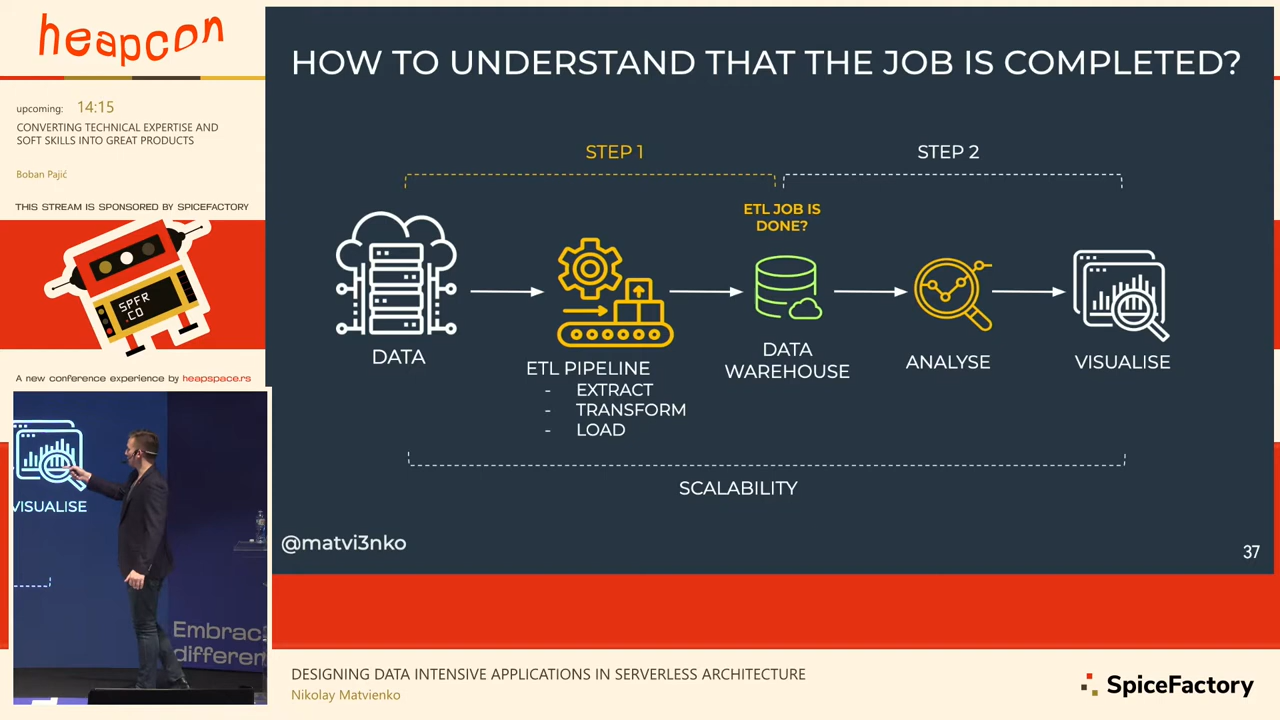 heapcon
upcoming: 14:15
CONVERTING TECHNICAL EXPERTISE AND
SOFT SKILLS INTO GREAT PRODUCTS
Boban Pajić
THIS STREAM IS SPONSORED BY SPICEFACTORY
SPFR
.CO
A new conference experience by heapspace.rs
VISUALISE
Embrac
differen
HOW TO UNDERSTAND THAT THE JOB IS COMPLETED?
STEP 1
STEP 2
ETL JOB IS
DONE?
DATA
ETL PIPELINE
- EXTRACT
- TRANSFORM
- LOAD
DATA
WAREHOUSE
ANALYSE
VISUALISE
SCALABILITY
@matvi3nko
37
DESIGNING DATA INTENSIVE APPLICATIONS IN SERVERLESS ARCHITECTURE
Nikolay Matvienko
SpiceFactory